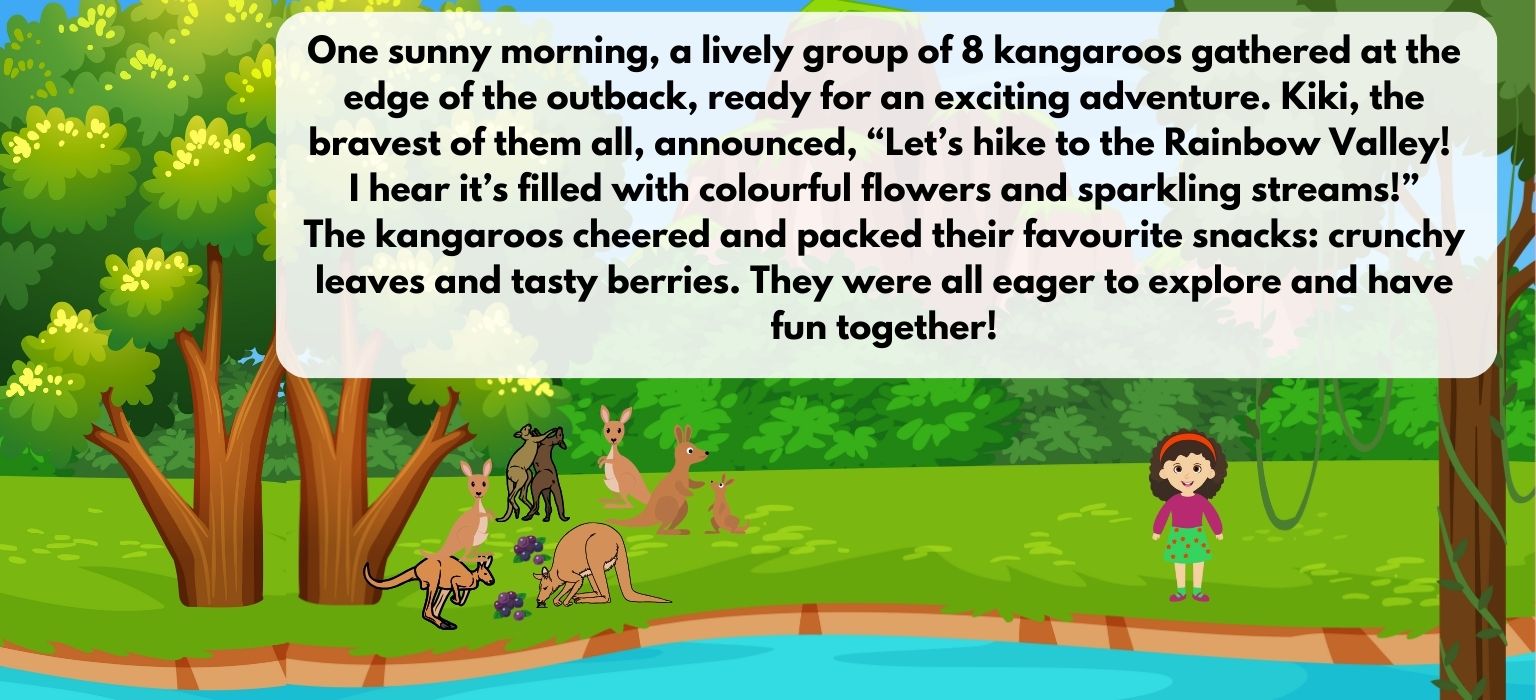 One sunny morning, a lively group of 8 kangaroos gathered at the
edge of the outback, ready for an exciting adventure. Kiki, the
bravest of them all, announced, “Let’s hike to the Rainbow Valley!
I hear it’s filled with colourful flowers and sparkling streams!”
The kangaroos cheered and packed their favourite snacks: crunchy
leaves and tasty berries. They were all eager to explore and have
fun together!